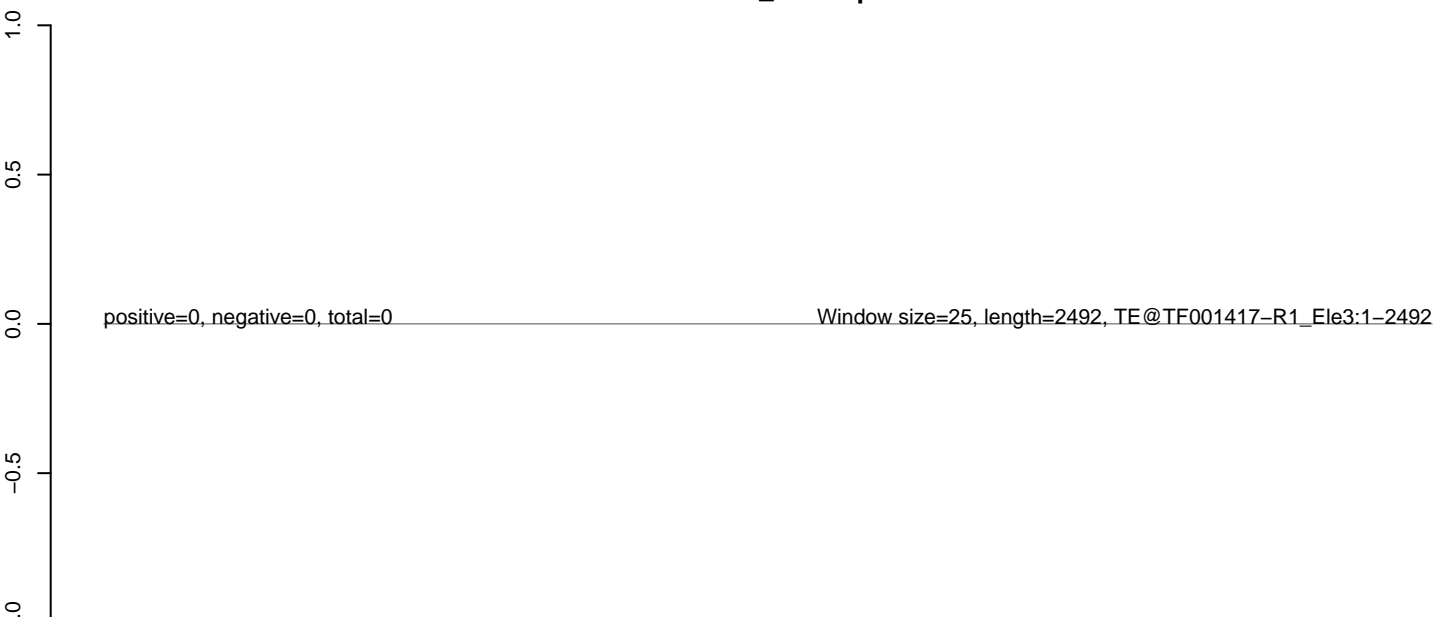 1.0
0.5
positive=0, negative=0, total=0
Window size=25, length=2492, TE@TF001417−R1_Ele3:1−2492
0.0
−0.5